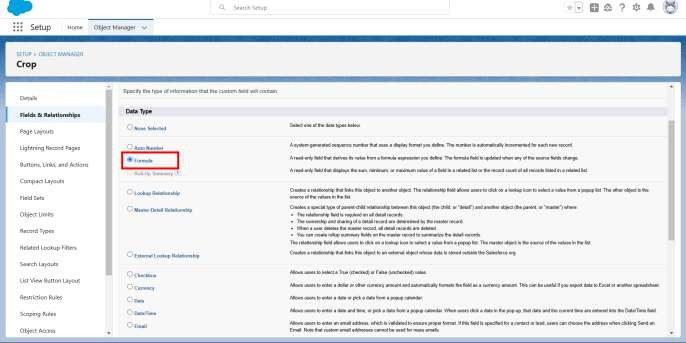 Search Setup
Setup
Home
Object Manager
SETUP > OBJECT MANAGER
Crop
Details
Fields & Relationships
Page Layouts
Lightning Record Pages
Buttons, Links, and Actions
Compact Layouts
Field Sets
Object Limits
Record Types
Related Lookup Filters
Search Layouts
List View Button Layout
Restriction Rules
Scoping Rules
Object Access
Specify the type of information that the custom field will contain.
Data Type
None Selected
Select one of the data types below.
Auto Number
A system-generated sequence number that uses a display format you define. The number is automatically incremented for each new record.
Formula
A read-only field that derives its value from a formula expression you define. The formula field is updated when any of the source fields change.
Roll-Up Summary
A read-only field that displays the sum, minimum, or maximum value of a field in a related list or the record count of all records listed in a related list.
Lookup Relationship
Creates a relationship that links this object to another object. The relationship field allows users to click on a lookup icon to select a value from a popup list. The other object is the
source of the values in the list.
Master-Detail Relationship
Creates a special type of parent-child relationship between this object (the child, or "detail") and another object (the parent, or "master") where:
• The relationship field is required on all detail records.
• The ownership and sharing of a detail record are determined by the master record.
• When a user deletes the master record, all detail records are deleted.
• You can create rollup summary fields on the master record to summarize the detail records.
The relationship field allows users to click on a lookup icon to select a value from a popup list. The master object is the source of the values in the list.
External Lookup Relationship
Creates a relationship that links this object to an external object whose data is stored outside the Salesforce org.
Checkbox
Allows users to select a True (checked) or False (unchecked) value.
Currency
Allows users to enter a dollar or other currency amount and automatically formats the field as a currency amount. This can be useful if you export data to Excel or another spreadsheet.
Date
Allows users to enter a date or pick a date from a popup calendar.
Date/Time
Allows users to enter a date and time, or pick a date from a popup calendar. When users click a date in the pop-up, that date and the current time are entered into the Date/Time field.
Email
Allows users to enter an email address, which is validated to ensure proper format. If this field is specified for a contact or lead, users can choose the address when clicking Send an
Email. Note that custom email addresses cannot be used for mass emails.